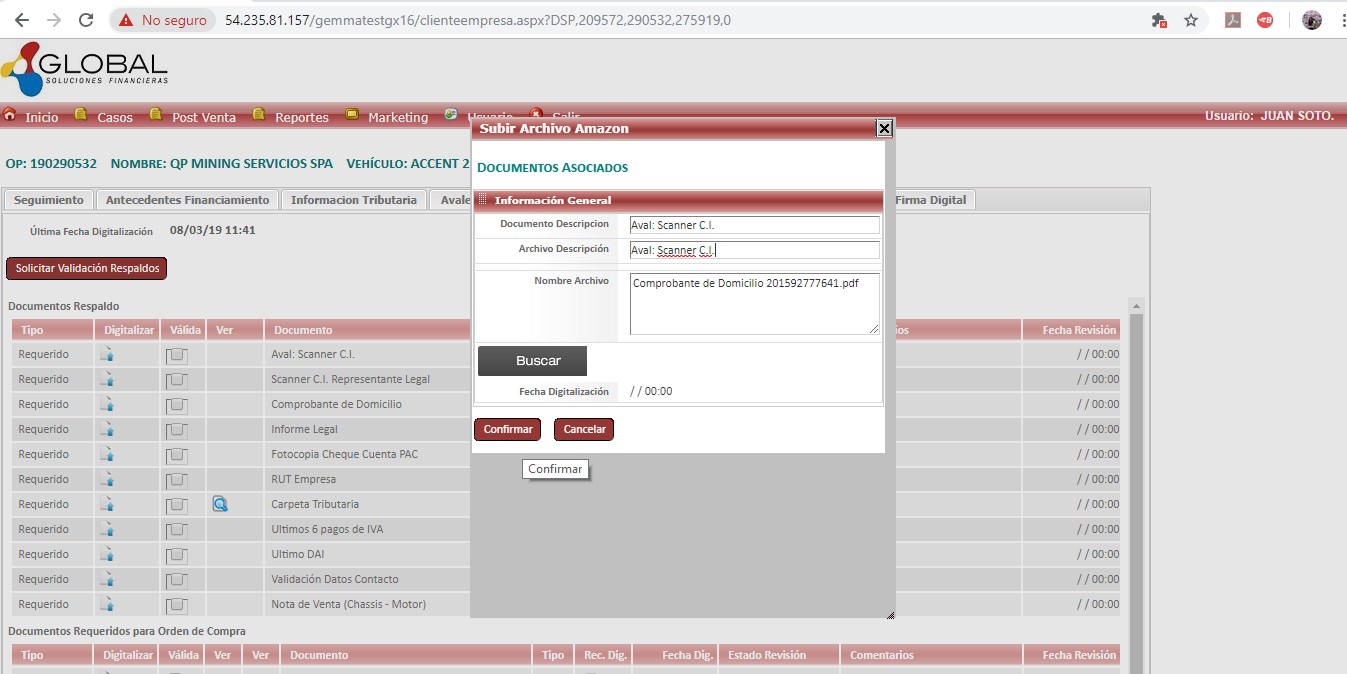 No seguro
54.235.81.157/gemmatestgx16/clienteempresa.aspx?DSP,209572,290532,275919,0
GLOBAL
SOLUCIONES FINANCIERAS
Inicio Casos Post Venta Reportes Marketing Usuario Salir Usuario: JUAN SOTO.
Subir Archivo Amazon
OP: 190290532 NOMBRE: QP MINING SERVICIOS SPA VEHÍCULO: ACCENT 2
DOCUMENTOS ASOCIADOS
Seguimiento Antecedentes Financiamiento Informacion Tributaria Avale Firma Digital
Información General
Última Fecha Digitalización 08/03/19 11:41
Documento Descripcion Aval: Scanner C.I.
Archivo Descripción Aval: Scanner C.I.
Solicitar Validación Respaldos
Nombre Archivo Comprobante de Domicilio 201592777641.pdf
Documentos Respaldo
Tipo Digitalizar Válida Ver Documento ios Fecha Revisión
Requerido Aval: Scanner C.I. / / 00:00
Buscar
Requerido Scanner C.I. Representante Legal / / 00:00
Fecha Digitalización / / 00:00
Requerido Comprobante de Domicilio / / 00:00
Requerido Informe Legal / / 00:00
Confirmar Cancelar
Requerido Fotocopia Cheque Cuenta PAC / / 00:00
Confirmar
Requerido RUT Empresa / / 00:00
Requerido Carpeta Tributaria / / 00:00
Requerido Ultimos 6 pagos de IVA / / 00:00
Requerido Ultimo DAI / / 00:00
Requerido Validación Datos Contacto / / 00:00
Requerido Nota de Venta (Chassis - Motor) / / 00:00
Documentos Requeridos para Orden de Compra
Tipo Digitalizar Válida Ver Ver Documento Tipo Rec. Dig. Fecha Dig. Estado Revisión Comentarios Fecha Revisión